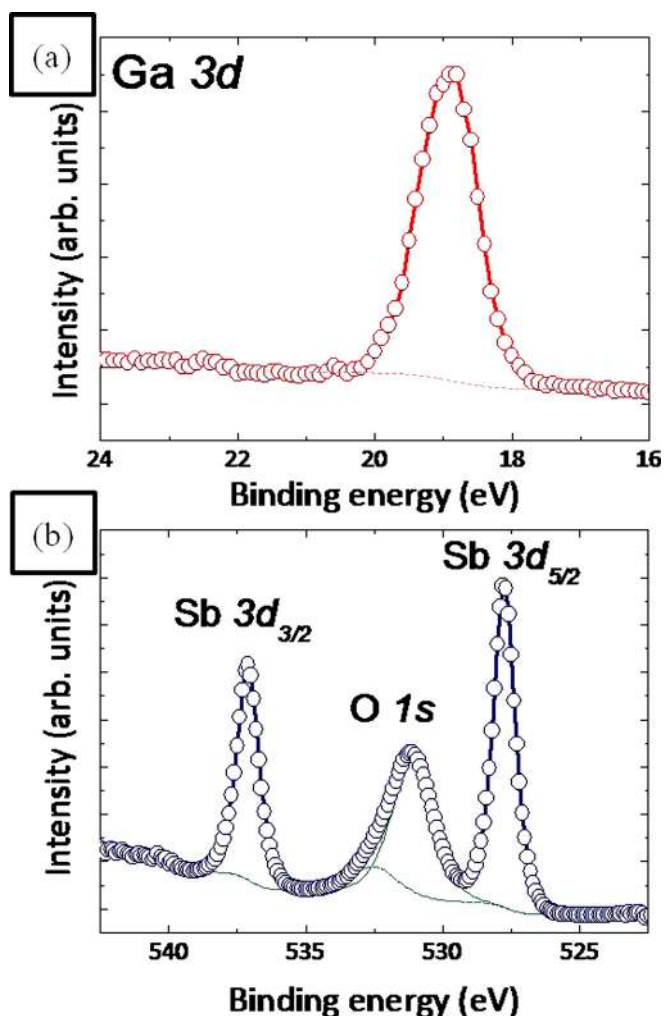 (a)
Ga 3d
Intensity (arb. units)
24 22 20 18 16
Binding energy (eV)
(b)
Sb 3d5/2
Sb 3d3/2
O 1s
Intensity (arb. units)
540 535 530 525
Binding energy (eV)